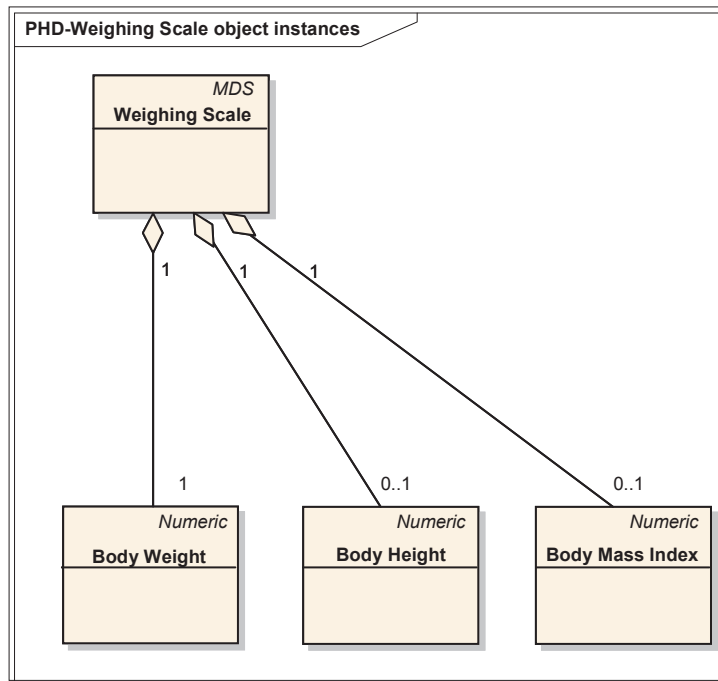 PHD-Weighing Scale object instances
MDS
Weighing Scale
1
1
1
1
0..1
0..1
Numeric
Body Weight
Numeric
Body Height
Numeric
Body Mass Index